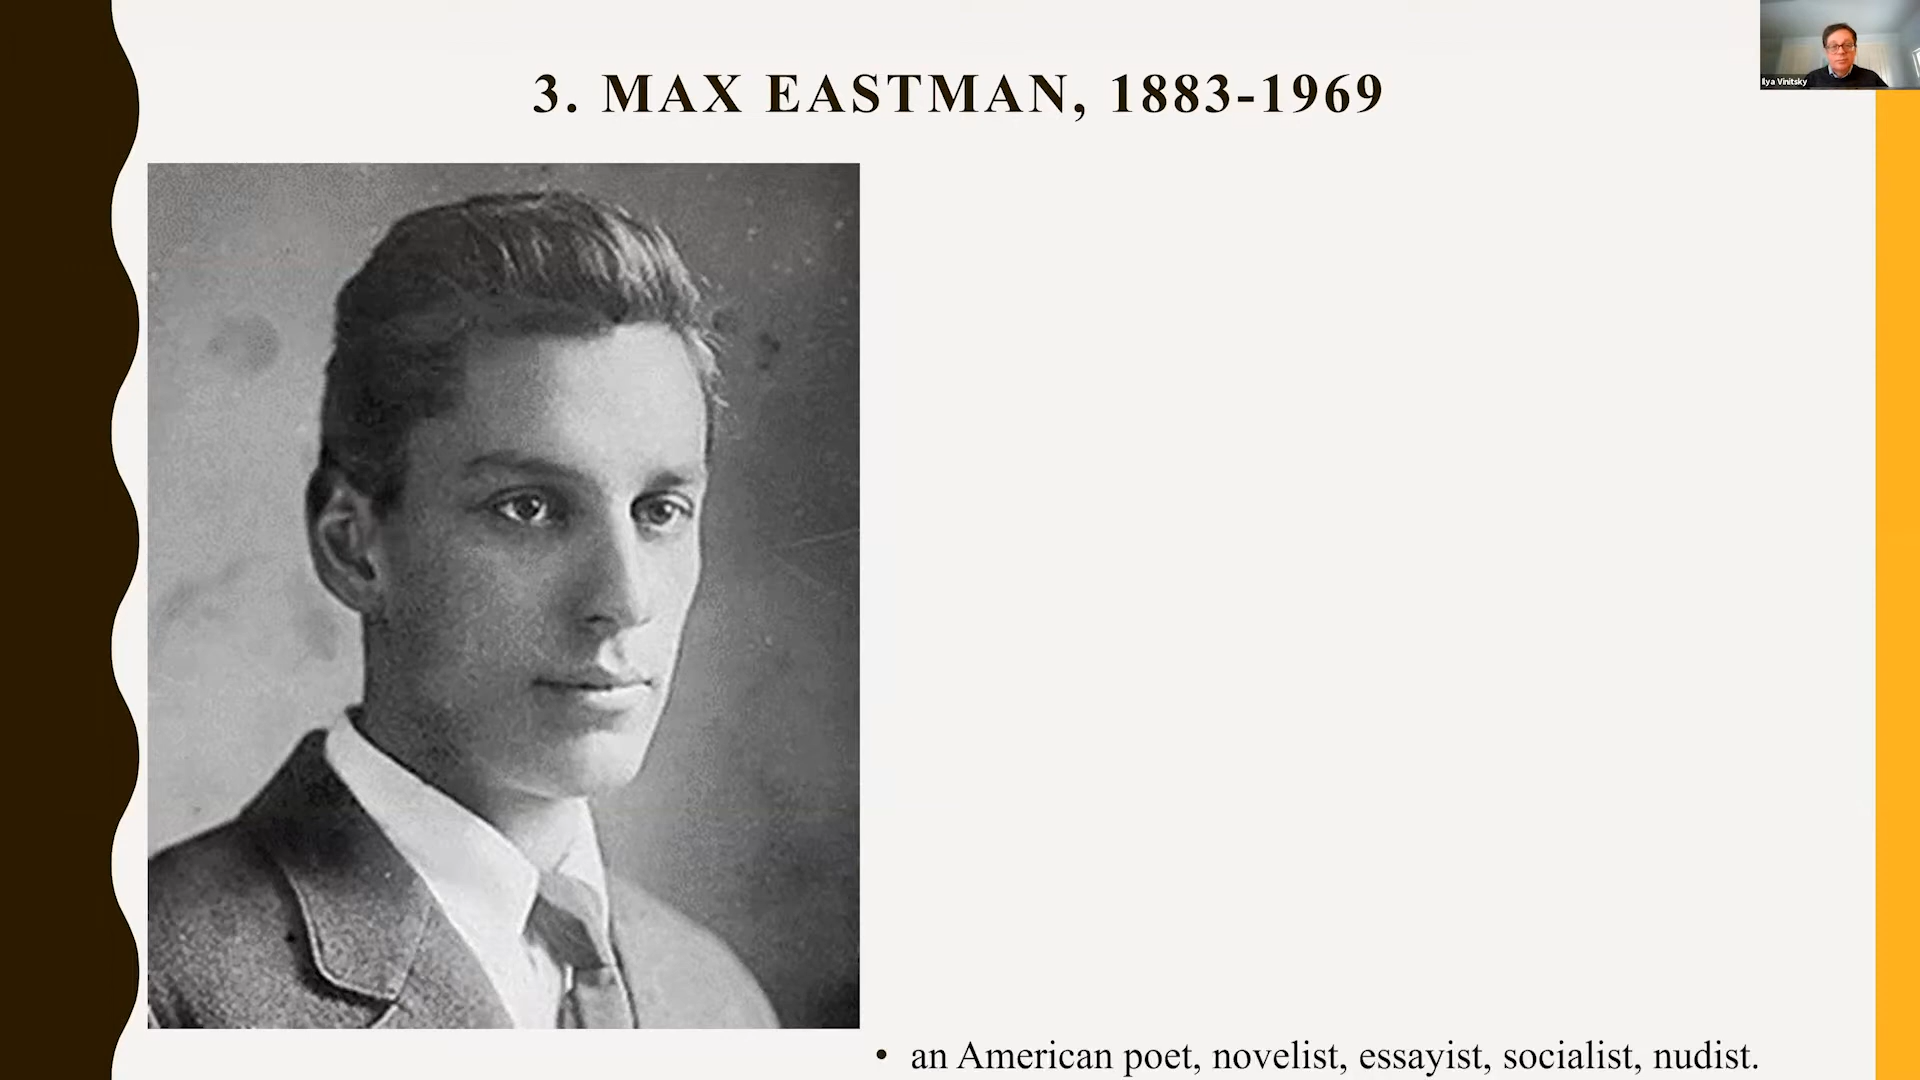 3. MAX EASTMAN, 1883-1969
Ilya Vinitsky
• an American poet, novelist, essayist, socialist, nudist.